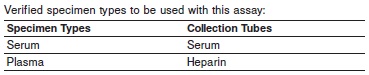 Verified specimen types to be used with this assay:
Specimen Types Collection Tubes
Serum Serum
Plasma Heparin